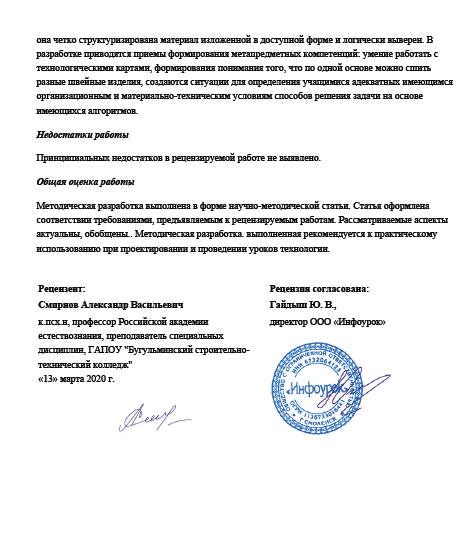 она четко структуризирована материал изложенной в доступной форме и логически выверен. В
разработке приводятся приемы формирования метапредметных компетенций: умение работать с
технологическими картами, формирования понимания того, что по одной основе можно сшить
разные швейные изделия, создаются ситуации для определения учащимися адекватных имеющимся
организационным и материально-техническим условиям способов решения задачи на основе
имеющихся алгоритмов.
Недостатки работы
Принципиальных недостатков в рецензируемой работе не выявлено.
Общая оценка работы
Методическая разработка выполнена в форме научно-методической статьи. Статья оформлена
соответствии требованиями, предъявляемым к рецензируемым работам. Рассматриваемые аспекты
актуальны, обобщены.. Методическая разработка. выполненная рекомендуется к практическому
использованию при проектировании и проведении уроков технологии.
Рецензент:
Смирнов Александр Васильевич
к.псх.н, профессор Российской академии
естествознания, преподаватель специальных
дисциплин, ГАПОУ "Бугульминский строительно-
технический колледж"
«13» марта 2020 г.
Рецензия согласована:
Гайдыш Ю. В.,
директор ООО «Инфоурок»
ОБЩЕСТВО С ОГРАНИЧЕННОЙ ОТВЕТСТВЕННОСТЬЮ
«Инфоурок»
Г.СМОЛЕНСК